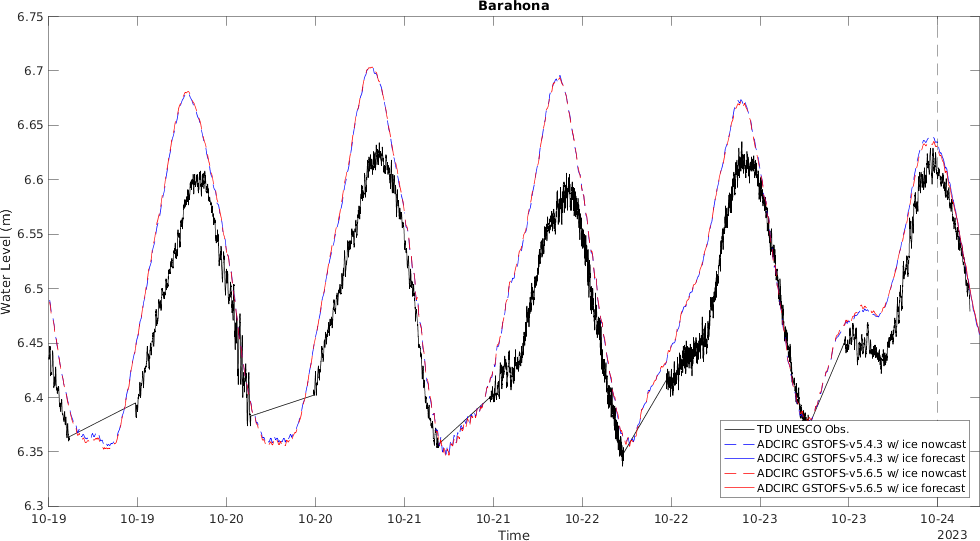 Barahona
6.75
6.7
6.65
6.6
6.55
6.5
6.45
6.4
6.35
6.3
Water Level (m)
TD UNESCO Obs.
ADCIRC GSTOFS-v5.4.3 w/ ice nowcast
ADCIRC GSTOFS-v5.4.3 w/ ice forecast
ADCIRC GSTOFS-v5.6.5 w/ ice nowcast
ADCIRC GSTOFS-v5.6.5 w/ ice forecast
10-19 10-19 10-20 10-20 10-21 10-21 10-22 10-22 10-23 10-23 10-24
Time 2023